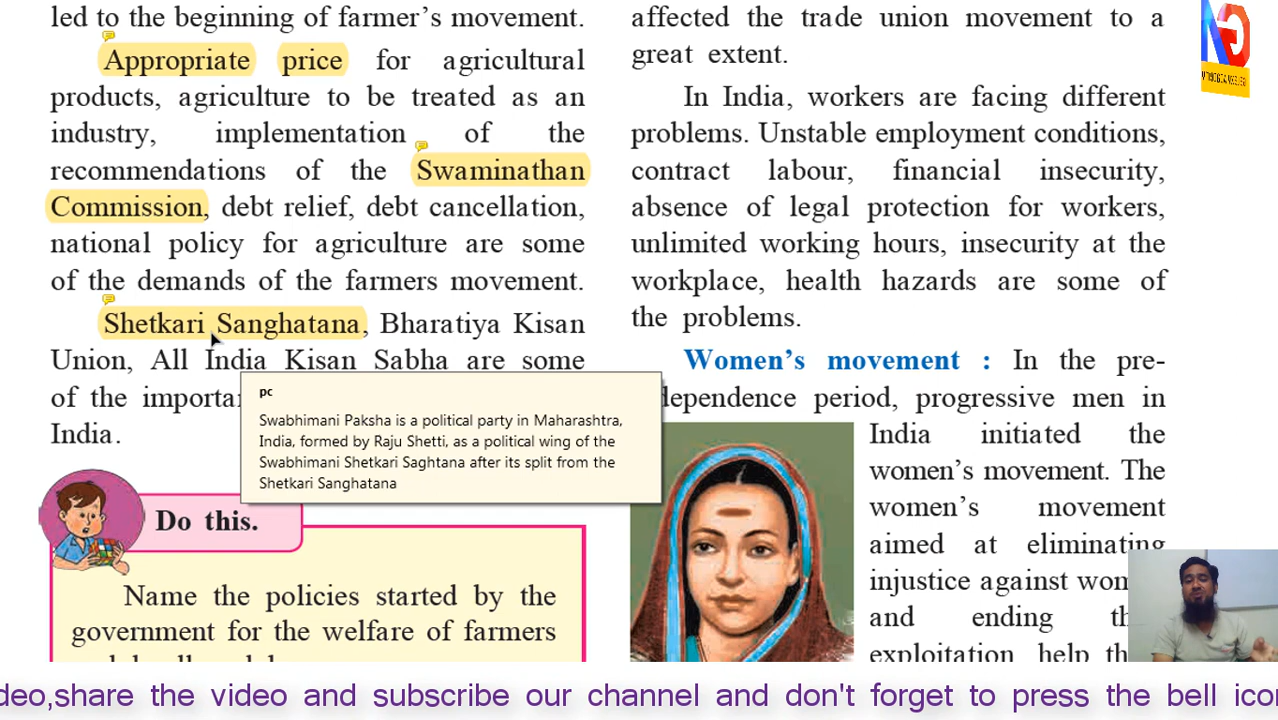 led to the beginning of farmer's movement.
Appropriate price for agricultural
products, agriculture to be treated as an
industry, implementation of the
recommendations of the Swaminathan
Commission, debt relief, debt cancellation,
national policy for agriculture are some
of the demands of the farmers movement.
Shetkari Sanghatana, Bharatiya Kisan
Union, All India Kisan Sabha are some
of the
India.
pc
Swabhimani Paksha is a political party in Maharashtra,
India, formed by Raju Shetti, as a political wing of the
Swabhimani Shetkari Saghtana after its split from the
Shetkari Sanghatana
Do this.
Name the policies started by the
government for the welfare of farmers
affected the trade union movement to a
great extent.
In India, workers are facing different
problems. Unstable employment conditions,
contract labour, financial insecurity,
absence of legal protection for workers,
unlimited working hours, insecurity at the
workplace, health hazards are some of
the problems.
Women's movement : In the pre-
dependence period, progressive men in
India initiated the
women's movement. The
women's movement
aimed at eliminating
injustice against
and ending
exploitation help
deo,share the video and subscribe our channel and don't forget to press the bell icon